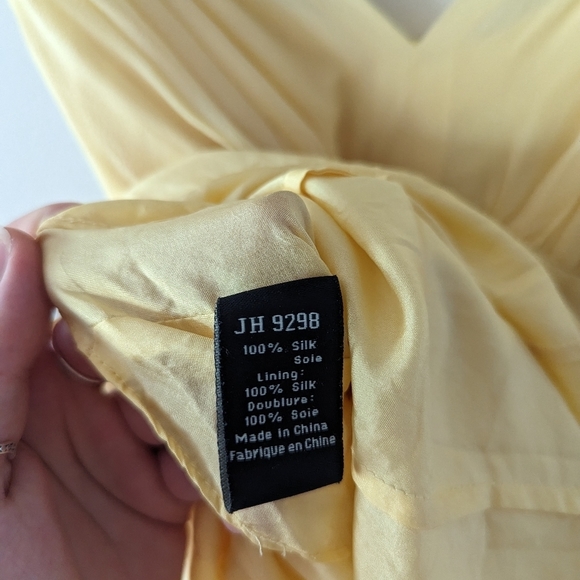 JH 9298
100% Silk
Soie
Lining:
100% Silk
Doublure:
100% Soie
Made in China
Fabrique en Chine